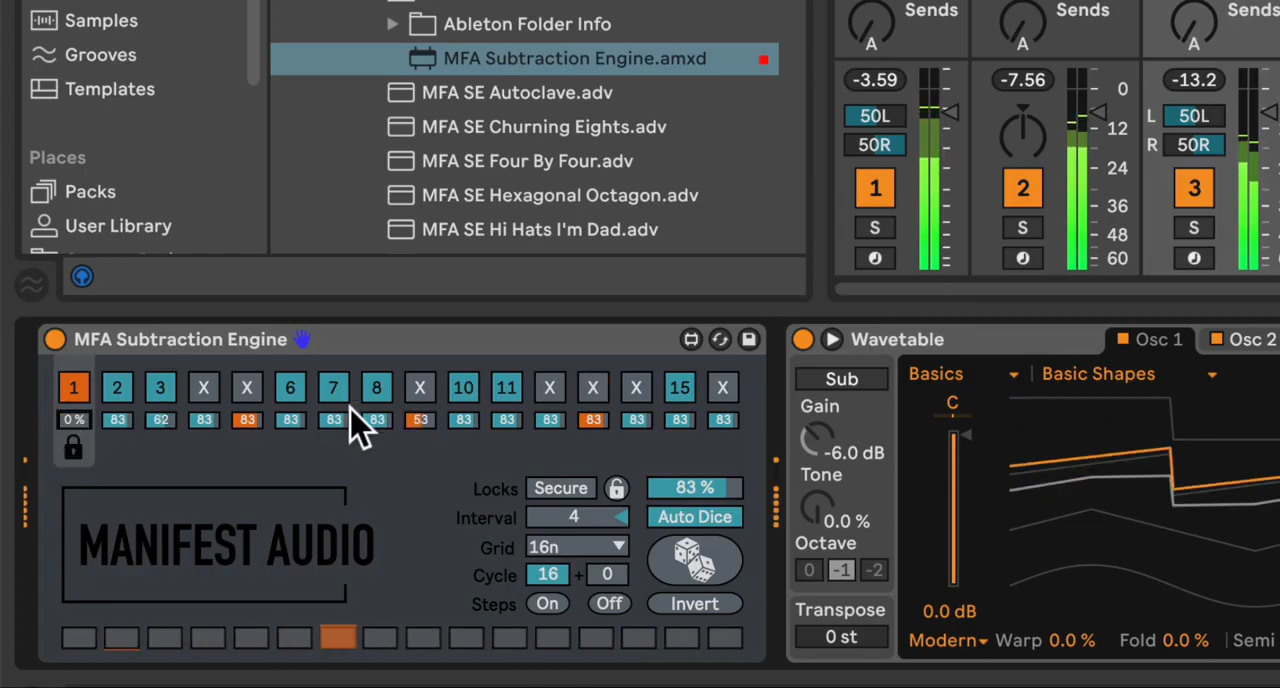 Samples
Grooves
Templates
Places
Packs
User Library
Ableton Folder Info
MFA Subtraction Engine.amxd
MFA SE Autoclave.adv
MFA SE Churning Eights.adv
MFA SE Four By Four.adv
MFA SE Hexagonal Octagon.adv
MFA SE Hi Hats I'm Dad.adv
Sends Sends Sends
A A A
-3.59 -7.56 -13.2
0
50L L 50L
12
50R R 50R
24
1 2 3
36
S S S
48
60
MFA Subtraction Engine
1 2 3 X X 6 7 8 X 10 11 X X X 15 X
0 % 83 62 83 83 83 83 83 53 83 83 83 83 83 83 83
MANIFEST AUDIO
Locks Secure 83 %
Interval 4 Auto Dice
Grid 16n
Cycle 16 + 0
Steps On Off Invert
Wavetable Osc 1 Osc 2
Sub
Gain
-6.0 dB
Tone
0.0 %
Octave
0 -1 -2
Transpose
0 st
Basics Basic Shapes
C
0.0 dB
Modern Warp 0.0 % Fold 0.0 % Semi